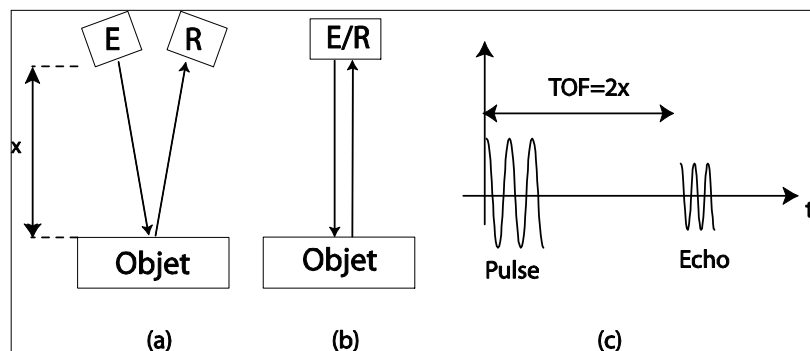 E R
x
Objet
(a)
E/R
Objet
(b)
TOF=2x
t
Pulse
Echo
(c)